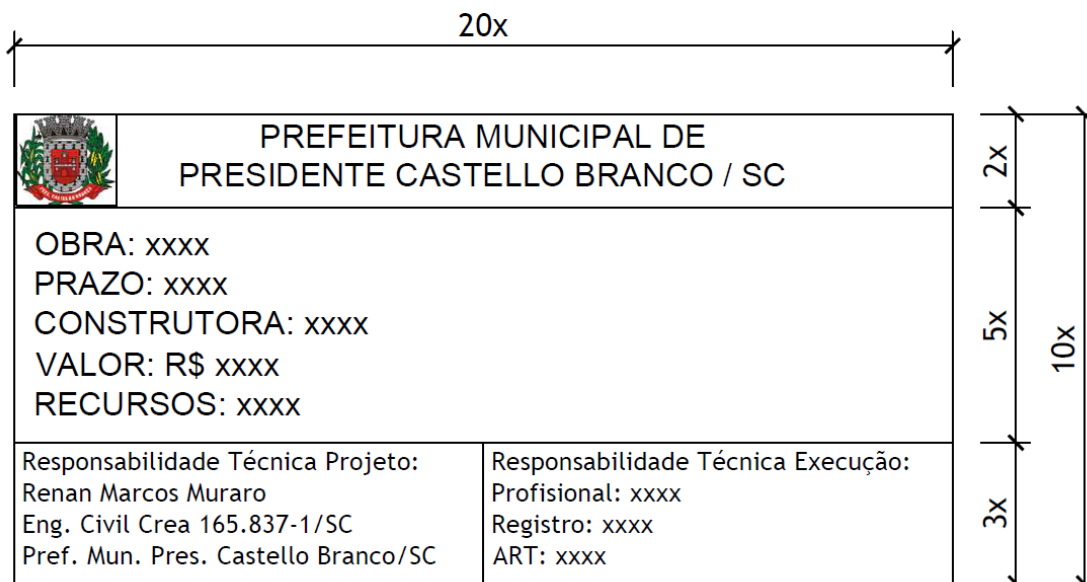 20x
PREFEITURA MUNICIPAL DE
PRESIDENTE CASTELLO BRANCO / SC
2x
OBRA: xxxx
PRAZO: xxxx
CONSTRUTORA: xxxx
VALOR: R$ xxxx
RECURSOS: xxxx
5x
10x
Responsabilidade Técnica Projeto:
Renan Marcos Muraro
Eng. Civil Crea 165.837-1/SC
Pref. Mun. Pres. Castello Branco/SC
Responsabilidade Técnica Execução:
Profisional: xxxx
Registro: xxxx
ART: xxxx
3x